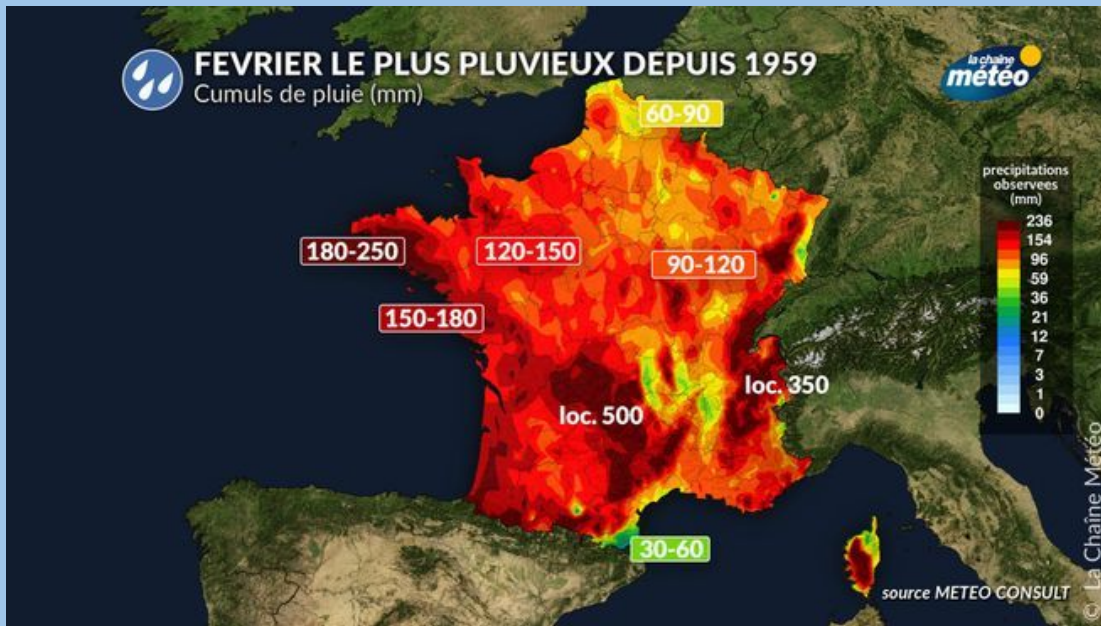 FEVRIER LE PLUS PLUVIEUX DEPUIS 1959
Cumuls de pluie (mm)
la chaîne
météo
60-90
precipitations
observees
(mm)
236
154
96
59
36
21
12
7
3
1
0
180-250
120-150
90-120
150-180
loc. 350
loc. 500
30-60
source METEO CONSULT
© La Chaîne Météo